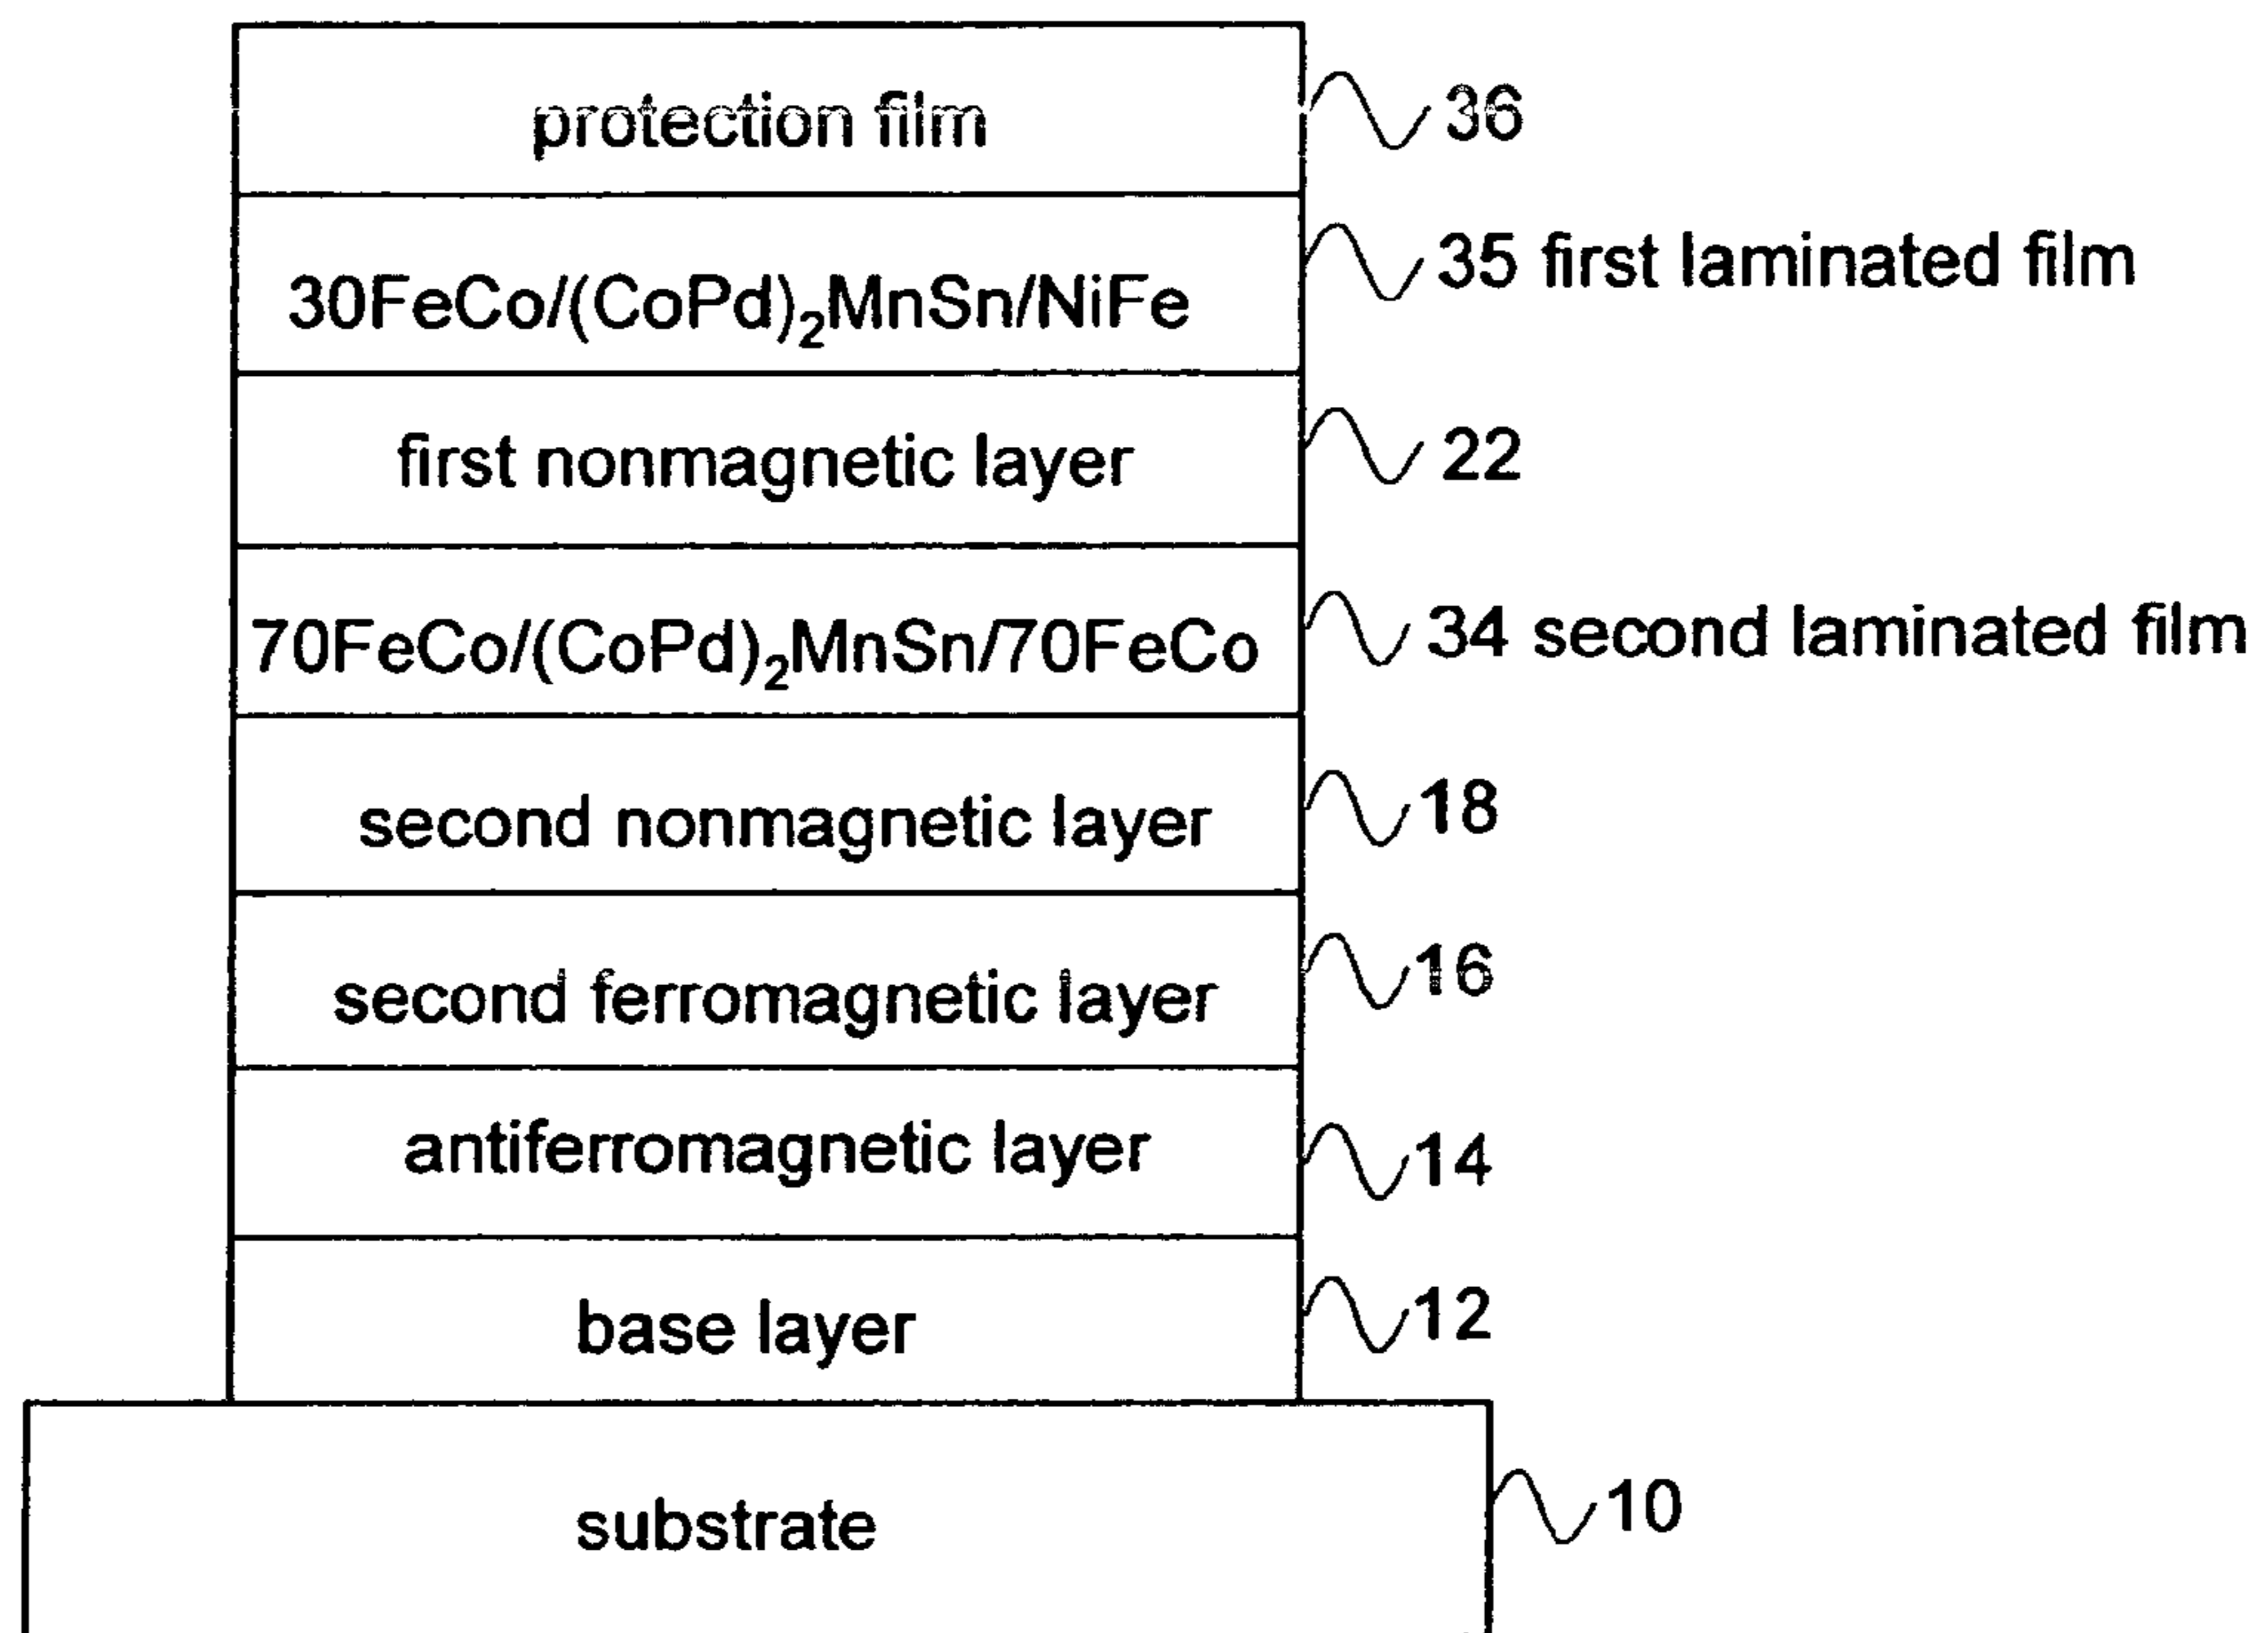 protection film 36
30FeCo/(CoPd)₂MnSn/NiFe 35 first laminated film
first nonmagnetic layer 22
70FeCo/(CoPd)₂MnSn/70FeCo 34 second laminated film
second nonmagnetic layer 18
second ferromagnetic layer 16
antiferromagnetic layer 14
base layer 12
substrate 10